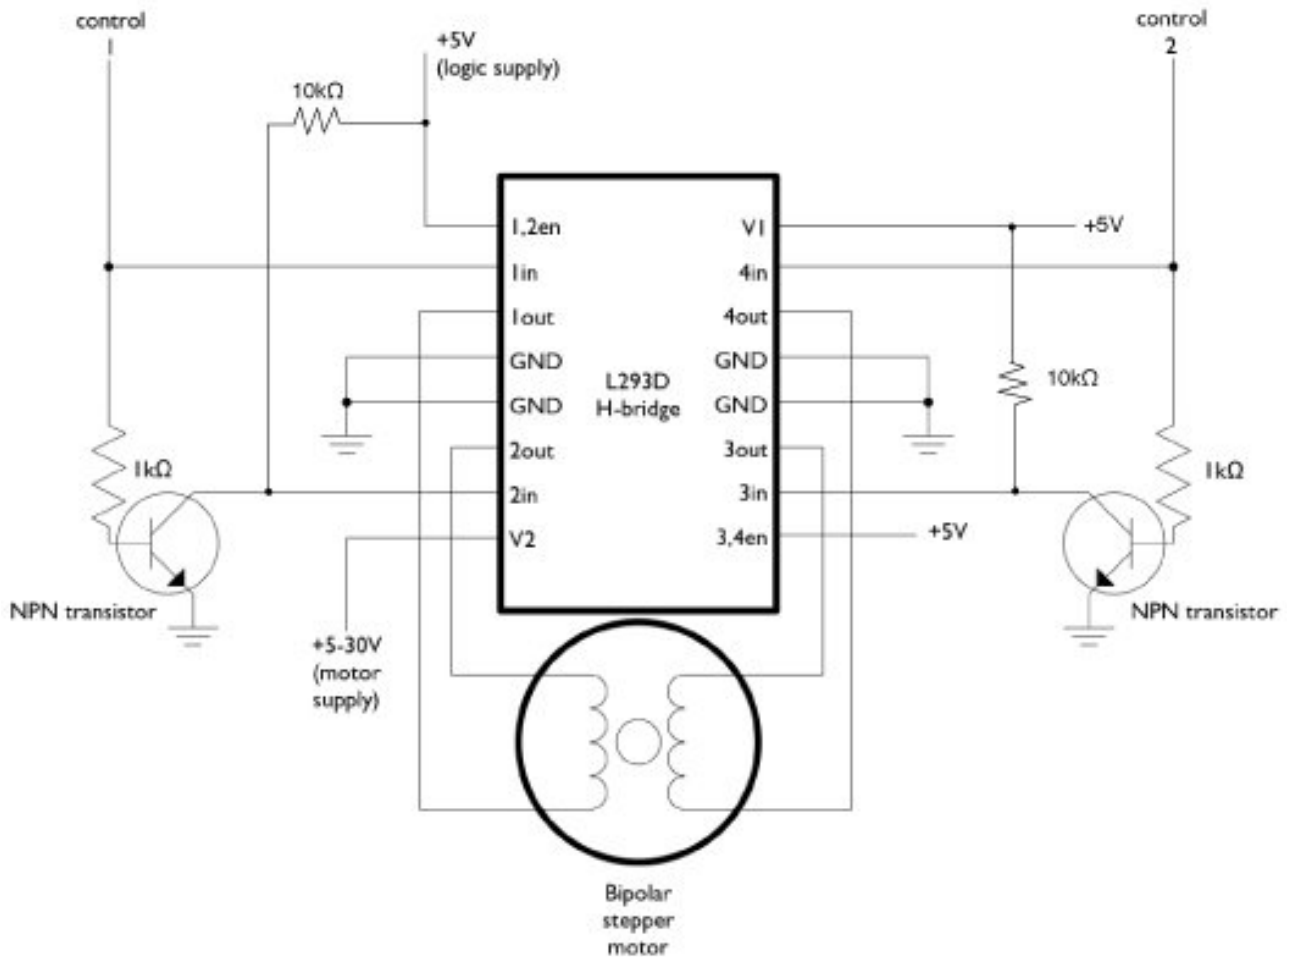 control
1
control
2
+5V
(logic supply)
10kΩ
1,2en
1in
1out
GND
GND
2out
2in
V2
L293D
H-bridge
V1
4in
4out
GND
GND
3out
3in
3,4en
+5V
10kΩ
+5V
1kΩ
NPN transistor
1kΩ
NPN transistor
+5-30V
(motor
supply)
Bipolar
stepper
motor